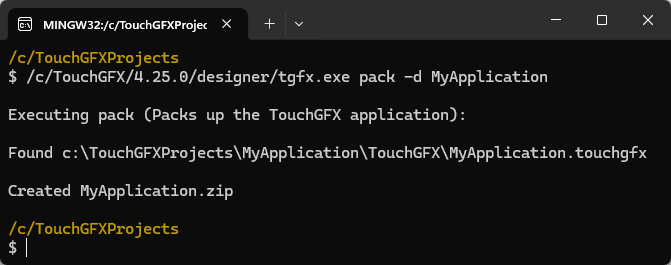 MINGW32:/c/TouchGFXProjec
/c/TouchGFXProjects
$ /c/TouchGFX/4.25.0/designer/tgfx.exe pack -d MyApplication
Executing pack (Packs up the TouchGFX application):
Found c:\TouchGFXProjects\MyApplication\TouchGFX\MyApplication.touchgfx
Created MyApplication.zip
/c/TouchGFXProjects
$